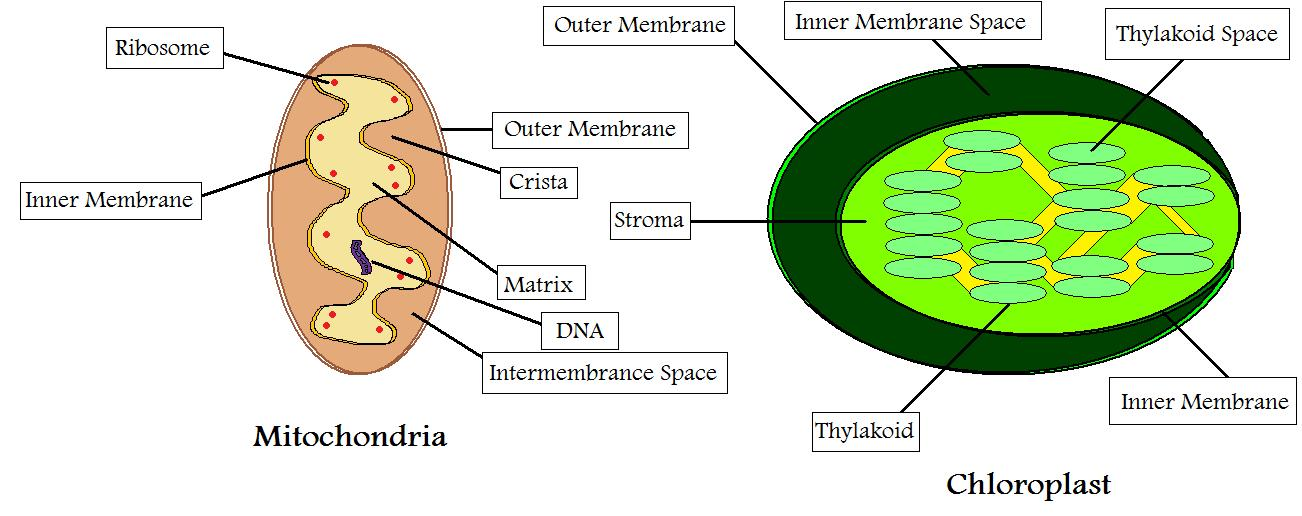 Ribosome
Outer Membrane
Crista
Inner Membrane
Matrix
DNA
Intermembrance Space
Mitochondria
Outer Membrane
Inner Membrane Space
Thylakoid Space
Stroma
Inner Membrane
Thylakoid
Chloroplast